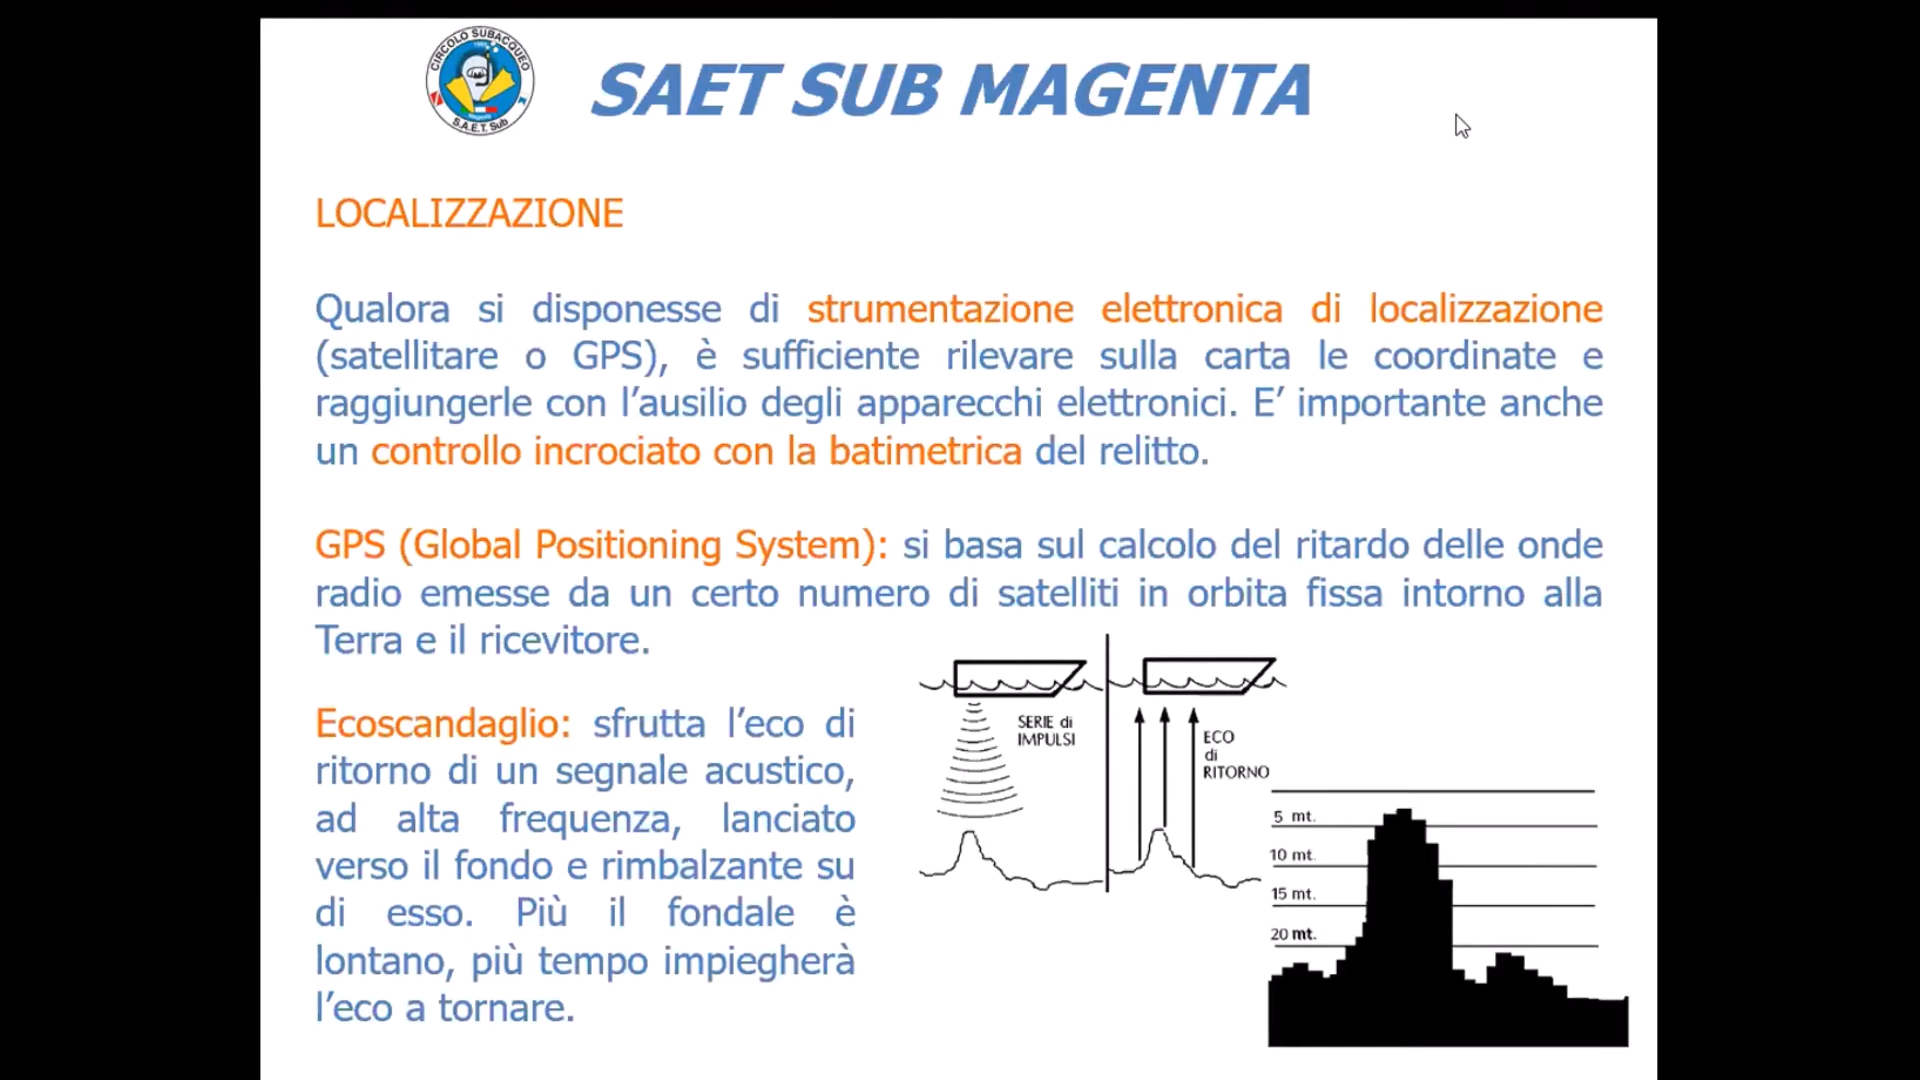 CIRCOLO SUBACQUEO
S.A.E.T. Sub
SAET SUB MAGENTA
LOCALIZZAZIONE
Qualora si disponesse di strumentazione elettronica di localizzazione
(satellitare o GPS), è sufficiente rilevare sulla carta le coordinate e
raggiungerle con l’ausilio degli apparecchi elettronici. E’ importante anche
un controllo incrociato con la batimetrica del relitto.
GPS (Global Positioning System): si basa sul calcolo del ritardo delle onde
radio emesse da un certo numero di satelliti in orbita fissa intorno alla
Terra e il ricevitore.
Ecoscandaglio: sfrutta l’eco di
ritorno di un segnale acustico,
ad alta frequenza, lanciato
verso il fondo e rimbalzante su
di esso. Più il fondale è
lontano, più tempo impiegherà
l’eco a tornare.
SERIE di
IMPULSI
ECO
di
RITORNO
5 mt.
10 mt.
15 mt.
20 mt.